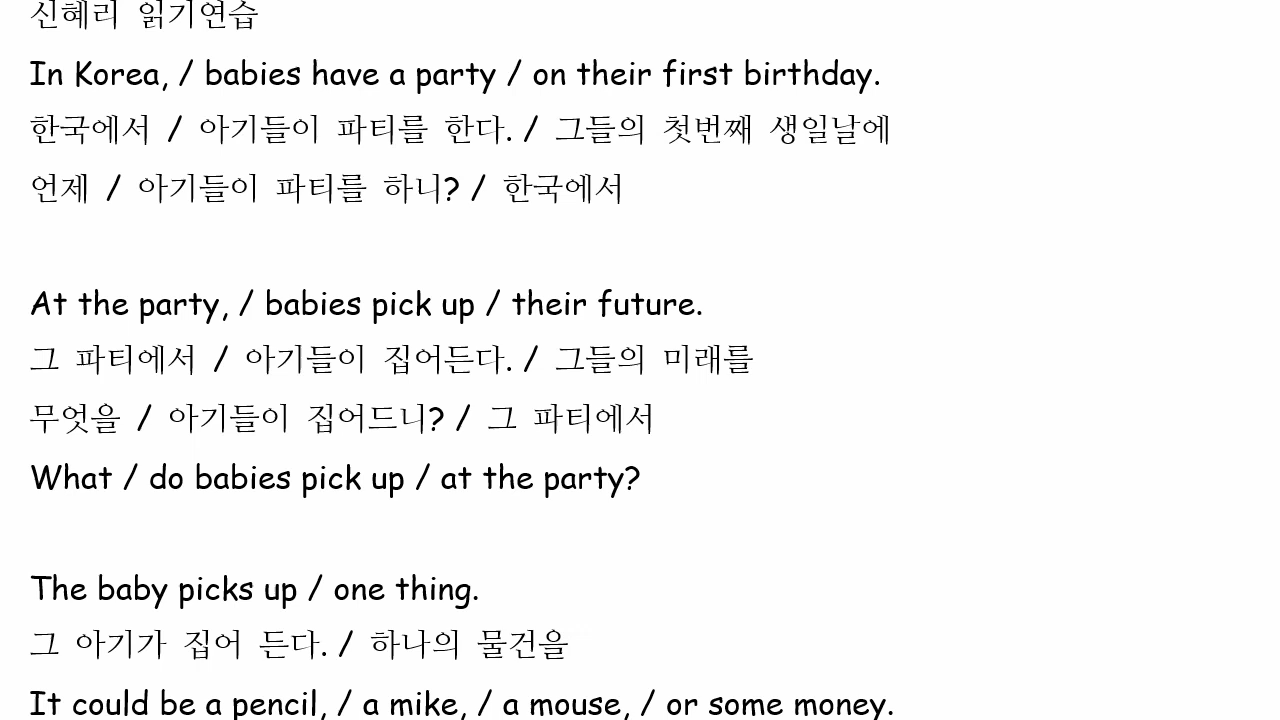 신혜리 읽기연습
In Korea, / babies have a party / on their first birthday.
한국에서 / 아기들이 파티를 한다. / 그들의 첫번째 생일날에
언제 / 아기들이 파티를 하니? / 한국에서
At the party, / babies pick up / their future.
그 파티에서 / 아기들이 집어든다. / 그들의 미래를
무엇을 / 아기들이 집어드니? / 그 파티에서
What / do babies pick up / at the party?
The baby picks up / one thing.
그 아기가 집어 든다. / 하나의 물건을
It could be a pencil, / a mike, / a mouse, / or some money.